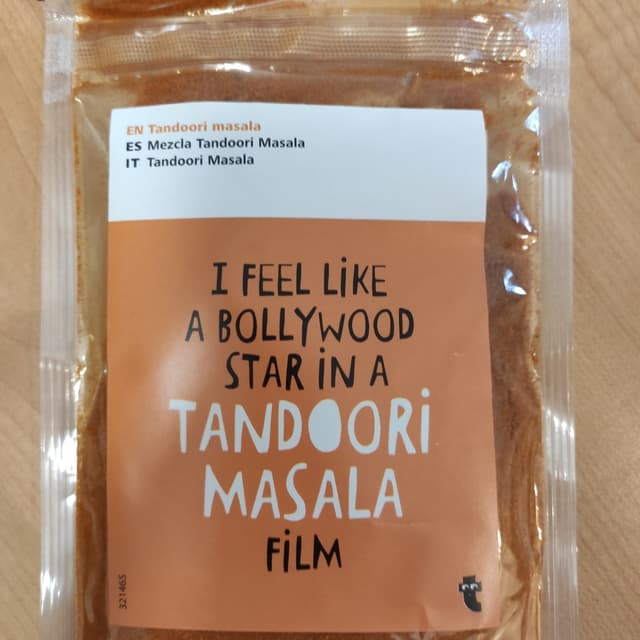 EN Tandoori masala
ES Mezcla Tandoori Masala
IT Tandoori Masala
I FEEL LiKE
A BOLLYWOOD
STAR iN A
TANDOORi
MASALA
FiLM
321465